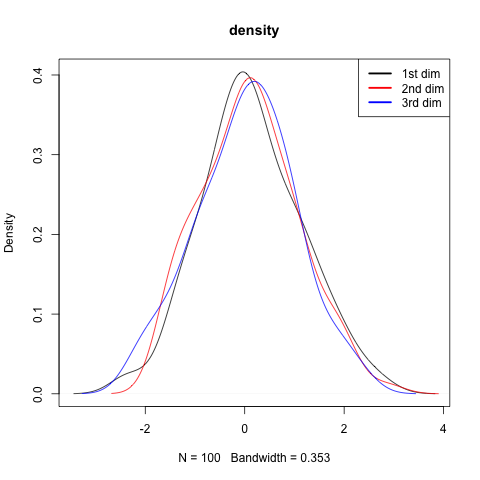 density
1st dim
2nd dim
3rd dim
Density
0.0
0.1
0.2
0.3
0.4
-2
0
2
4
N = 100   Bandwidth = 0.353